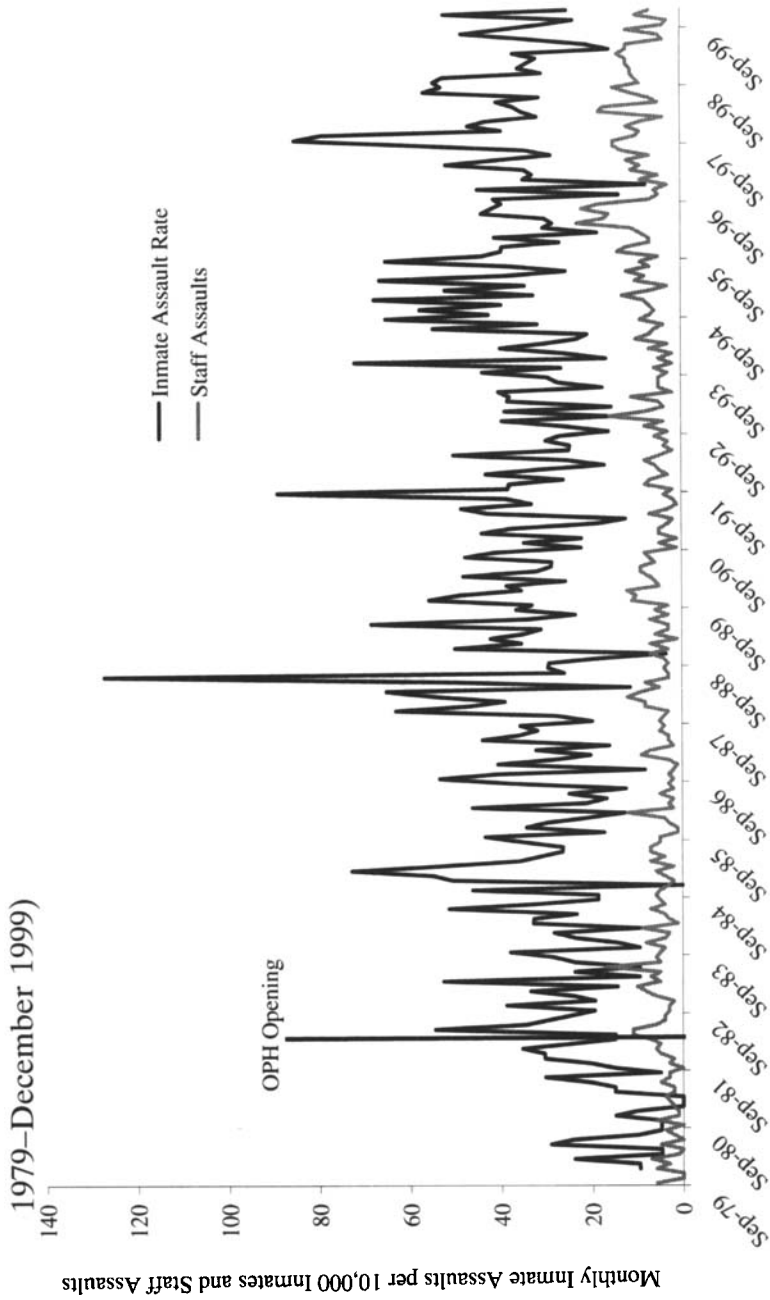 1979–December 1999)
Monthly Inmate Assaults per 10,000 Inmates and Staff Assaults
140
120
100
80
60
40
20
0
OPH Opening
Inmate Assault Rate
Staff Assaults
Sep-79
Sep-80
Sep-81
Sep-82
Sep-83
Sep-84
Sep-85
Sep-86
Sep-87
Sep-88
Sep-89
Sep-90
Sep-91
Sep-92
Sep-93
Sep-94
Sep-95
Sep-96
Sep-97
Sep-98
Sep-99